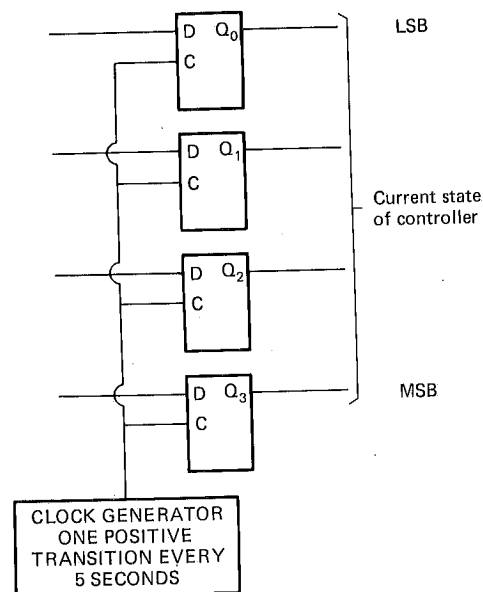 D Q0 LSB
C
D Q1
C
Current state
of controller
D Q2
C
D Q3 MSB
C
CLOCK GENERATOR
ONE POSITIVE
TRANSITION EVERY
5 SECONDS